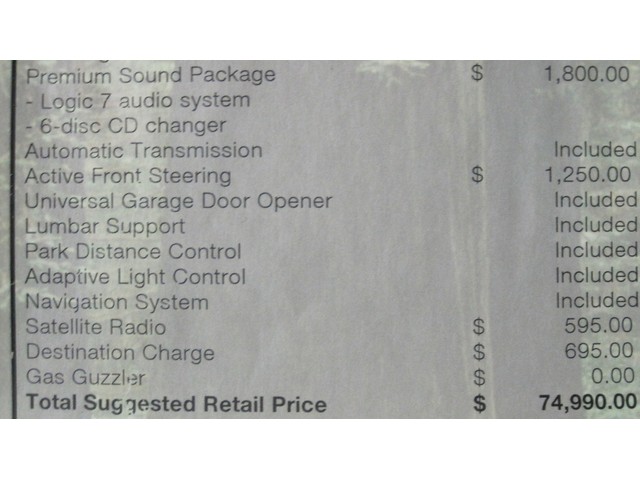 Premium Sound Package $ 1,800.00
- Logic 7 audio system
- 6-disc CD changer
Automatic Transmission Included
Active Front Steering $ 1,250.00
Universal Garage Door Opener Included
Lumbar Support Included
Park Distance Control Included
Adaptive Light Control Included
Navigation System Included
Satellite Radio $ 595.00
Destination Charge $ 695.00
Gas Guzzler $ 0.00
Total Suggested Retail Price $ 74,990.00